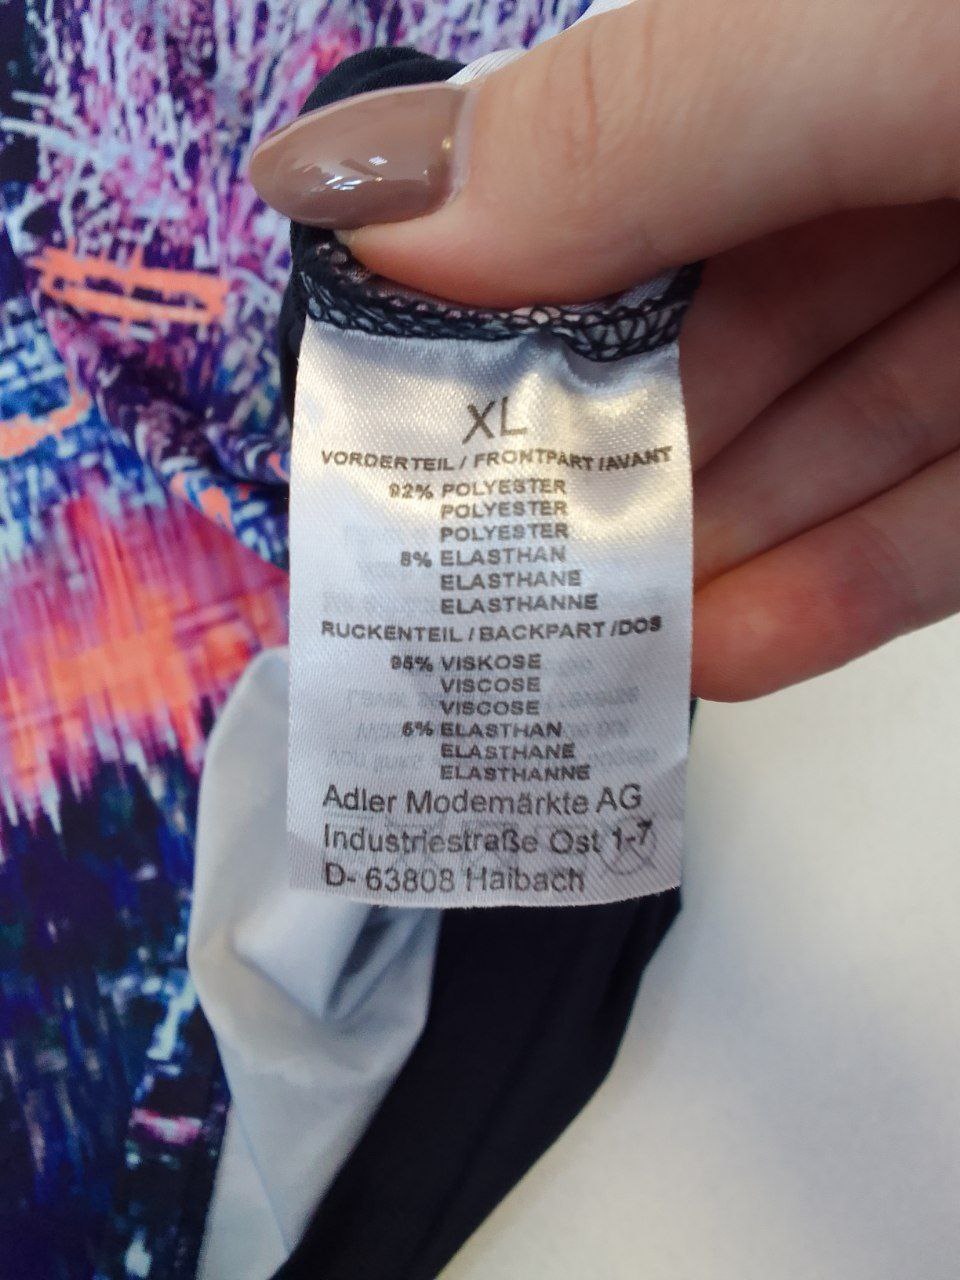 XL
VORDERTEIL / FRONTPART /AVANT
92% POLYESTER
POLYESTER
POLYESTER
8% ELASTHAN
ELASTHANE
ELASTHANNE
RUCKENTEIL / BACKPART /DOS
95% VISKOSE
VISCOSE
VISCOSE
5% ELASTHAN
ELASTHANE
ELASTHANNE
Adler Modemärkte AG
Industriestraße Ost 1-7
D- 63808 Haibach